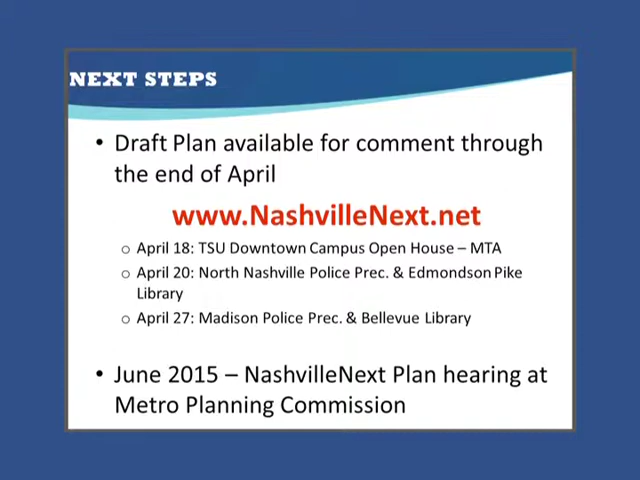 NEXT STEPS
• Draft Plan available for comment through
the end of April
www.NashvilleNext.net
o April 18: TSU Downtown Campus Open House – MTA
o April 20: North Nashville Police Prec. & Edmondson Pike
Library
o April 27: Madison Police Prec. & Bellevue Library
• June 2015 – NashvilleNext Plan hearing at
Metro Planning Commission